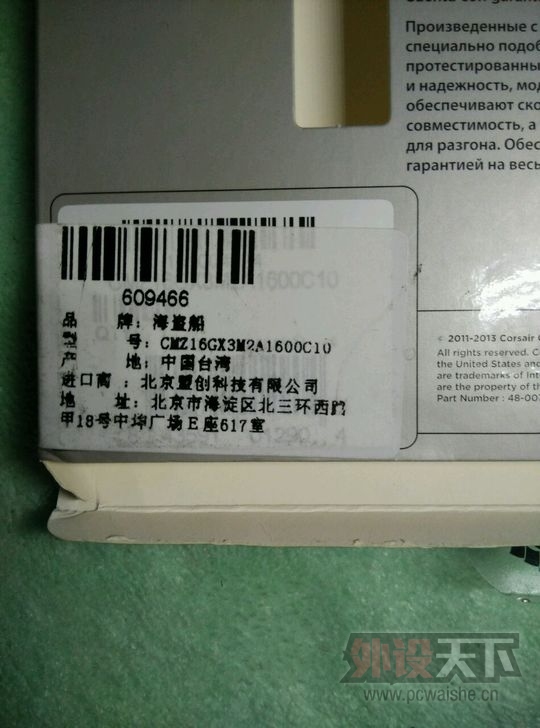 Произведенные с
специально подоб
протестированны
и надежность, мод
обеспечивают ско
совместимость, а
для разгона. Обес
гарантией на весь
609466
品 牌: 海盗船
型 号: CMZ16GX3M2A1600C10
产 地: 中国台湾
进口商 : 北京盟创科技有限公司
地 址: 北京市海淀区北三环西路
甲18号中华广场E座617室
© 2011-2013 Corsair
All rights reserved. C
the United States and
are trademarks of Int
are the property of th
Part Number : 48-00
外设天下
www.pcwaishe.cn